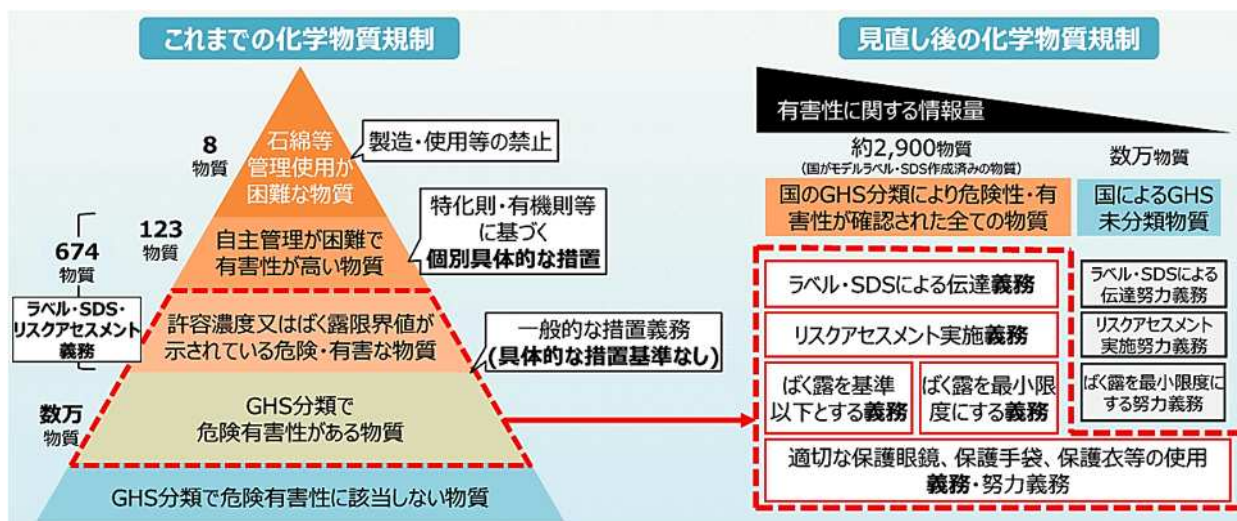 これまでの化学物質規制
8
物質
石綿等
管理使用が
困難な物質
製造・使用等の禁止
123
物質
自主管理が困難で
有害性が高い物質
特化則・有機則等
に基づく
個別具体的な措置
674
物質
ラベル・SDS・
リスクアセスメント
義務
許容濃度又はばく露限界値が
示されている危険・有害な物質
一般的な措置義務
(具体的な措置基準なし)
数万
物質
GHS分類で
危険有害性がある物質
GHS分類で危険有害性に該当しない物質
見直し後の化学物質規制
有害性に関する情報量
約2,900物質
(国がモデルラベル・SDS作成済みの物質)
数万物質
国のGHS分類により危険性・有
害性が確認された全ての物質
国によるGHS
未分類物質
ラベル・SDSによる伝達義務
ラベル・SDSによる
伝達努力義務
リスクアセスメント実施義務
リスクアセスメント
実施努力義務
ばく露を基準
以下とする義務
ばく露を最小限
度にする義務
ばく露を最小限度に
する努力義務
適切な保護眼鏡、保護手袋、保護衣等の使用
義務・努力義務